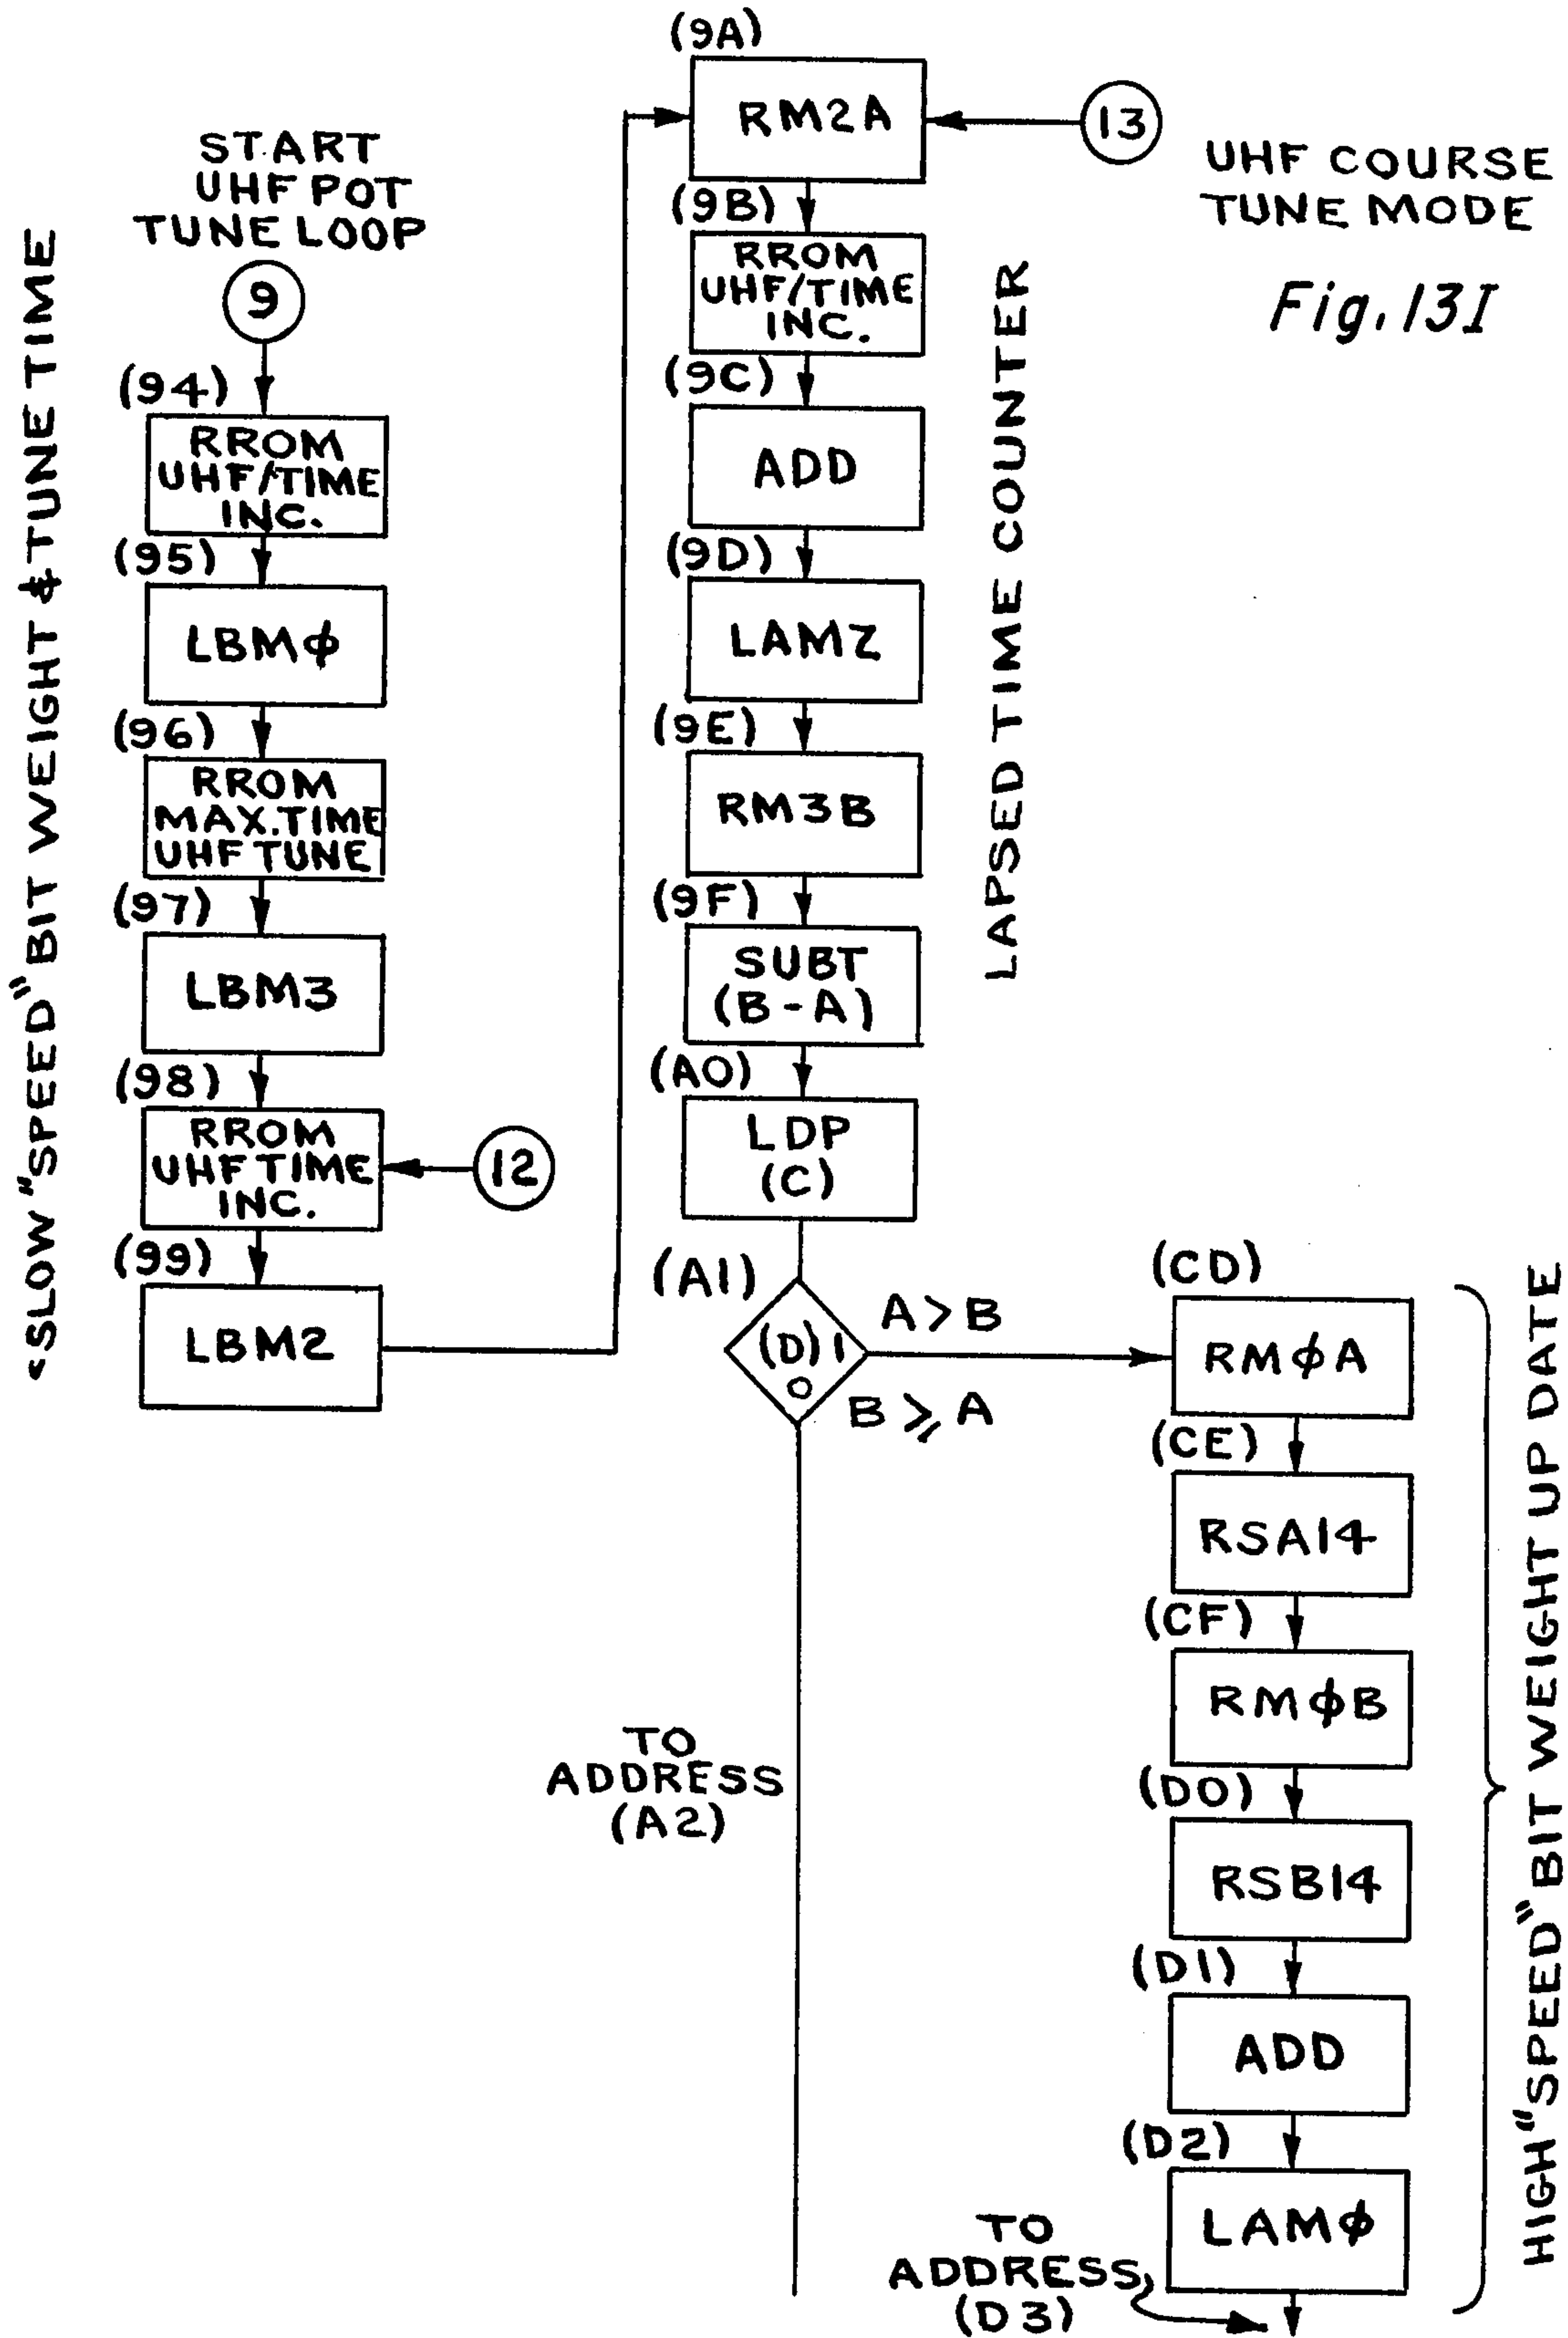 START
UHF POT
TUNE LOOP
9
(94)
RROM
UHF/TIME
INC.
(95)
LBMϕ
(96)
RROM
MAX.TIME
UHF TUNE
(97)
LBM3
(98)
RROM
UHF TIME
INC.
12
(99)
LBM2
SLOW "SPEED" BIT WEIGHT & TUNE TIME
(9A)
RM2A
13
(9B)
RROM
UHF/TIME
INC.
(9C)
ADD
(9D)
LAM2
(9E)
RM3B
(9F)
SUBT
(B-A)
(A0)
LDP
(C)
(A1)
(D) 1
0
A > B
B ⩾ A
LAPSED TIME COUNTER
TO
ADDRESS
(A2)
UHF COURSE
TUNE MODE
Fig. 13I
(CD)
RMϕA
(CE)
RSA14
(CF)
RMϕB
(D0)
RSB14
(D1)
ADD
(D2)
LAMϕ
TO
ADDRESS
(D3)
HIGH "SPEED" BIT WEIGHT UP DATE